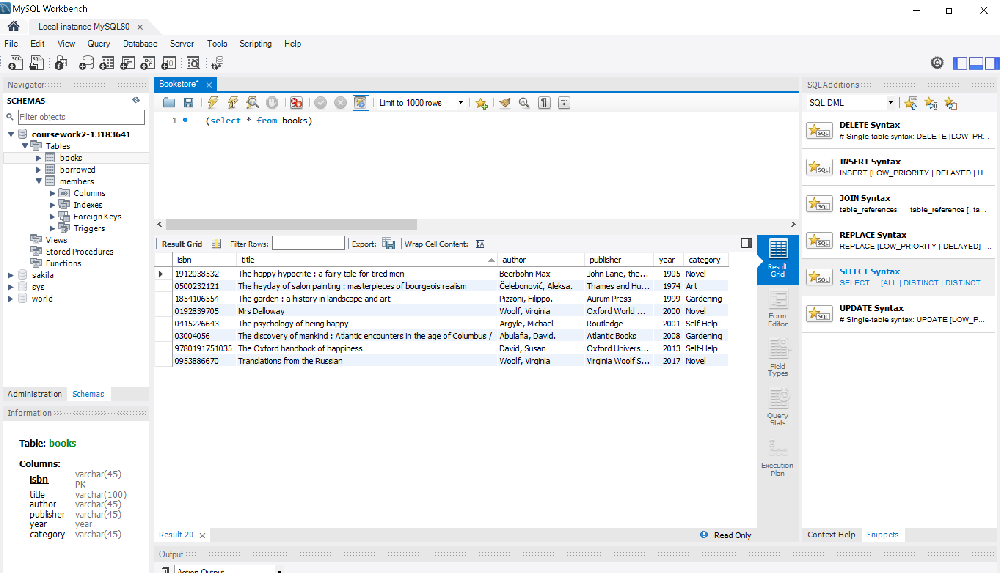 MySQL Workbench
Local instance MySQL80
File Edit View Query Database Server Tools Scripting Help
Navigator
SCHEMAS
Filter objects
coursework2-13183641
Tables
books
borrowed
members
Columns
Indexes
Foreign Keys
Triggers
Views
Stored Procedures
Functions
sakila
sys
world
Administration Schemas
Information
Table: books
Columns:
isbn varchar(45) PK
title varchar(100)
author varchar(45)
publisher varchar(45)
year year
category varchar(45)
Bookstore*
Limit to 1000 rows
1 (select * from books)
Result Grid Filter Rows: Export: Wrap Cell Content:
isbn title author publisher year category
1912038532 The happy hypocrite : a fairy tale for tired men Beerbohn Max John Lane, the... 1905 Novel
0500232121 The heyday of salon painting : masterpieces of bourgeois realism Čelebonović, Aleksa. Thames and Hu... 1974 Art
1854106554 The garden : a history in landscape and art Pizzoni, Filippo. Aurum Press 1999 Gardening
0192839705 Mrs Dalloway Woolf, Virginia Oxford World ... 2000 Novel
0415226643 The psychology of being happy Argyle, Michael Routledge 2001 Self-Help
03004056 The discovery of mankind : Atlantic encounters in the age of Columbus / Abulafia, David. Atlantic Books 2008 Gardening
9780191751035 The Oxford handbook of happiness David, Susan Oxford Univers... 2013 Self-Help
0953886670 Translations from the Russian Woolf, Virginia Virginia Woolf S... 2017 Novel
Result Grid
Form Editor
Field Types
Query Stats
Execution Plan
Result 20
Read Only
Output
Action Output
SQLAdditions
SQL DML
DELETE Syntax
# Single-table syntax: DELETE [LOW_PR...
INSERT Syntax
INSERT [LOW_PRIORITY | DELAYED | H...
JOIN Syntax
table_references: table_reference [, ta...
REPLACE Syntax
REPLACE [LOW_PRIORITY | DELAYED] ...
SELECT Syntax
SELECT [ALL | DISTINCT | DISTINCT...
UPDATE Syntax
# Single-table syntax: UPDATE [LOW_P...
Context Help Snippets